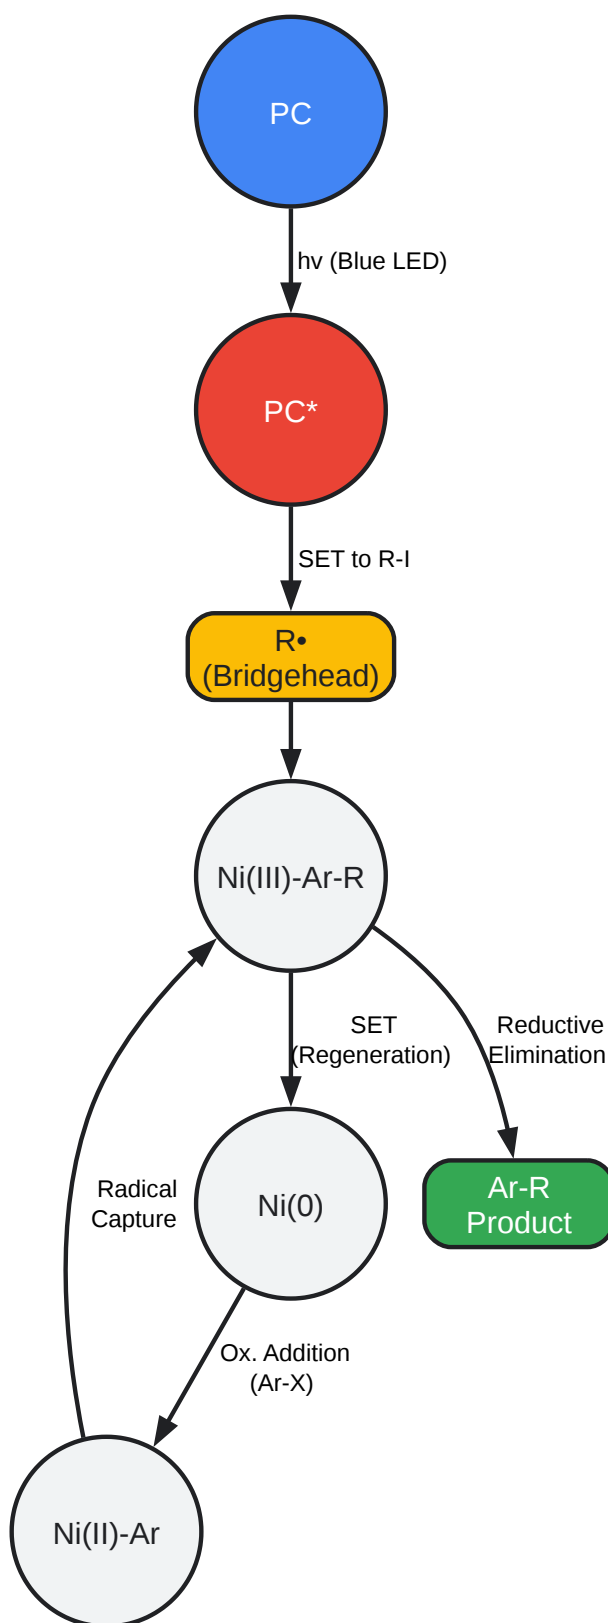 PC
hv (Blue LED)
PC*
SET to R-I
R•
(Bridgehead)
Ni(III)-Ar-R
SET
(Regeneration)
Reductive
Elimination
Radical
Capture
Ni(0)
Ar-R
Product
Ox. Addition
(Ar-X)
Ni(II)-Ar